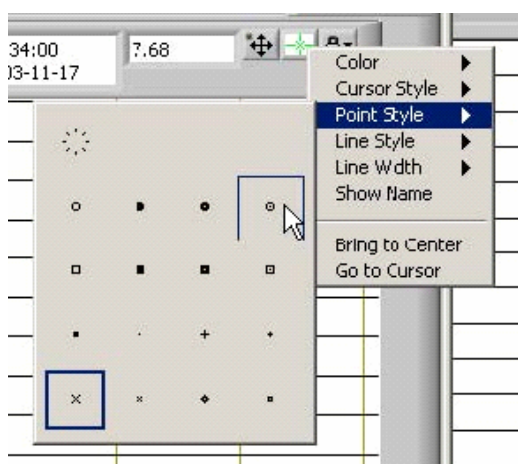 34:00
03-11-17
7.68
Color
Cursor Style
Point Style
Line Style
Line Width
Show Name
Bring to Center
Go to Cursor